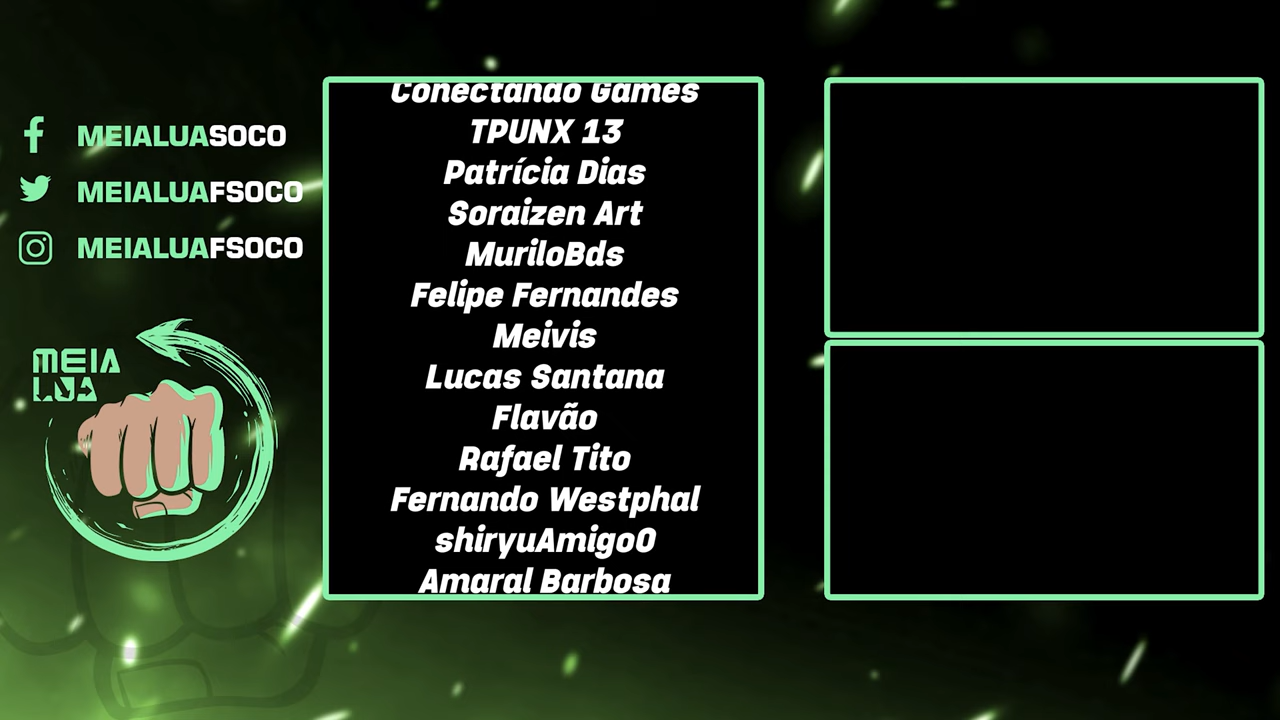 MEIALUASOCO
MEIALUAFSOCO
MEIALUAFSOCO
MEIA
LUA
Conectando Games
TPUNX 13
Patrícia Dias
Soraizen Art
MuriloBds
Felipe Fernandes
Meivis
Lucas Santana
Flavão
Rafael Tito
Fernando Westphal
shiryuAmigo0
Amaral Barbosa